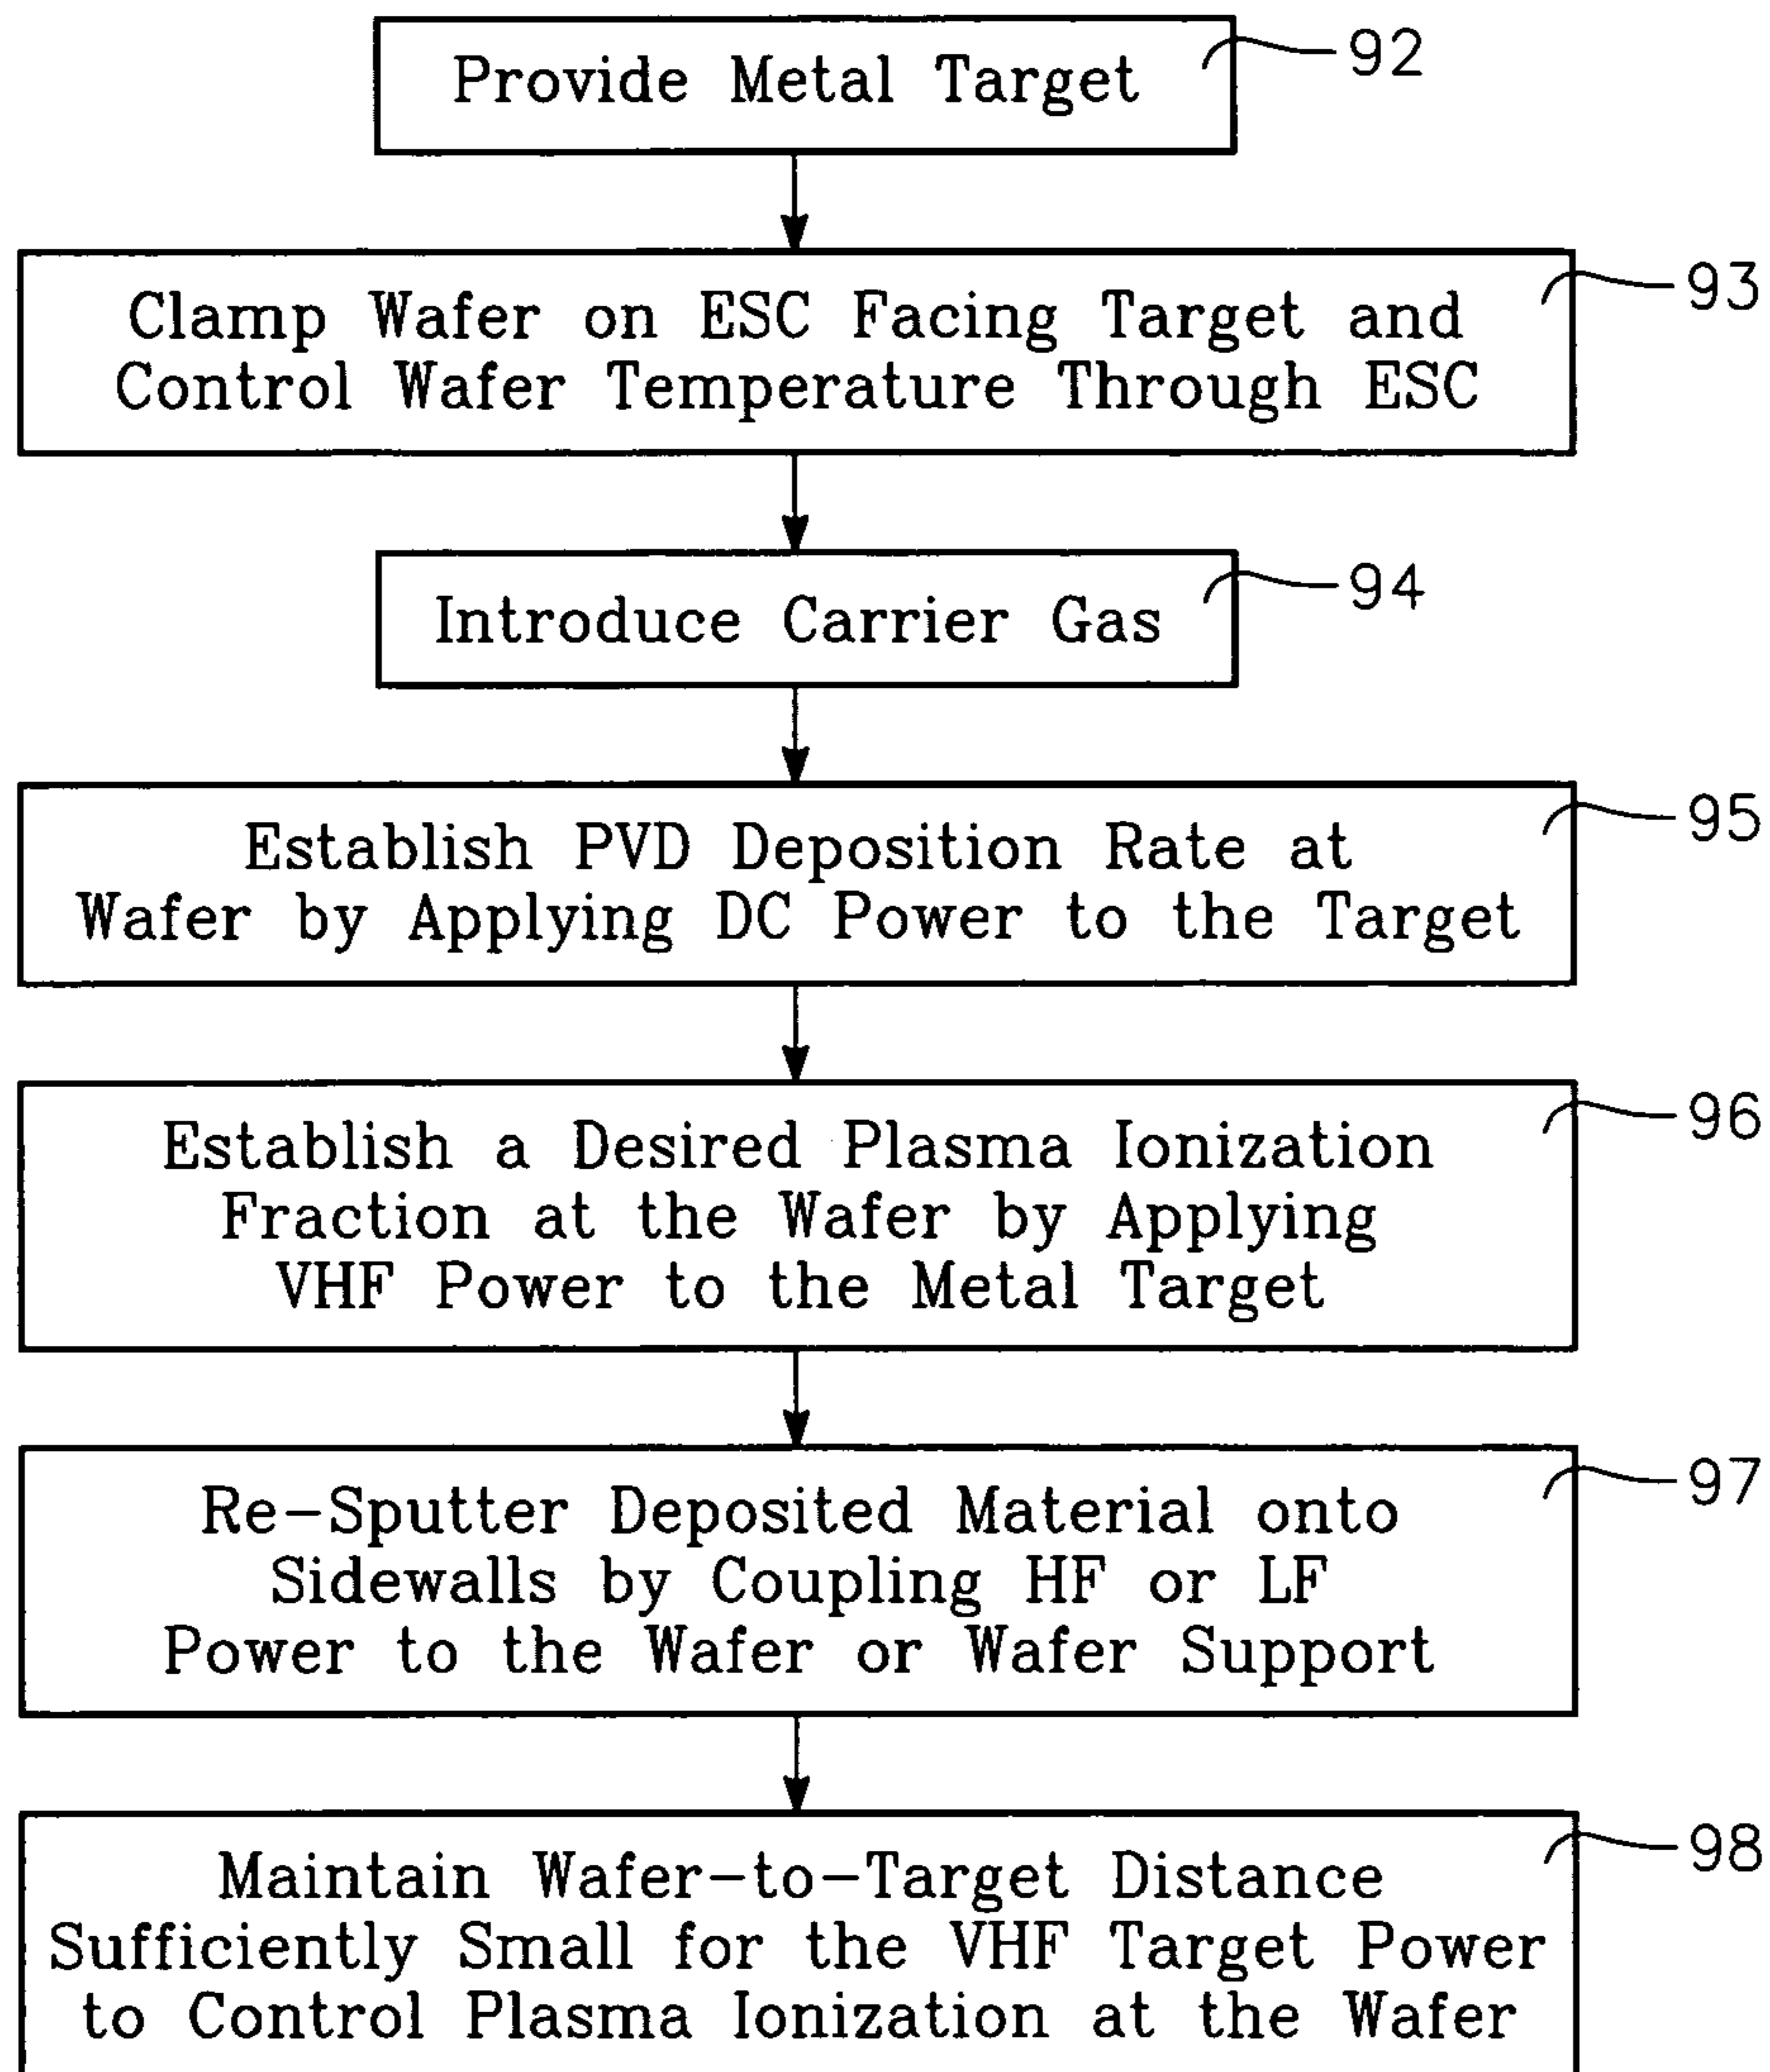 Provide Metal Target
92
Clamp Wafer on ESC Facing Target and
Control Wafer Temperature Through ESC
93
Introduce Carrier Gas
94
Establish PVD Deposition Rate at
Wafer by Applying DC Power to the Target
95
Establish a Desired Plasma Ionization
Fraction at the Wafer by Applying
VHF Power to the Metal Target
96
Re-Sputter Deposited Material onto
Sidewalls by Coupling HF or LF
Power to the Wafer or Wafer Support
97
Maintain Wafer-to-Target Distance
Sufficiently Small for the VHF Target Power
to Control Plasma Ionization at the Wafer
98